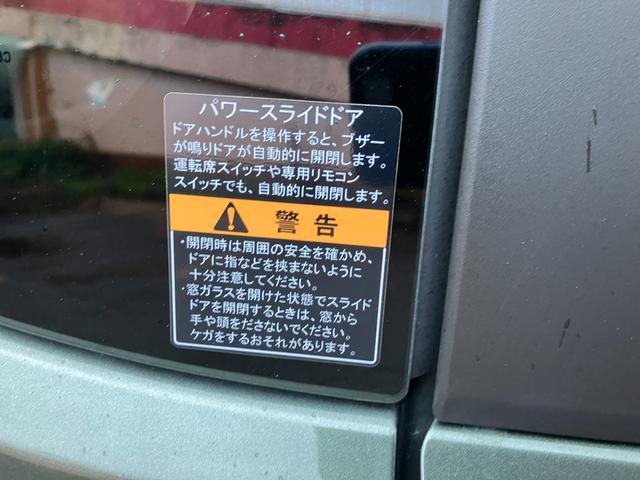 パワースライドドア
ドアハンドルを操作すると、ブザー
が鳴りドアが自動的に開閉します。
運転席スイッチや専用リモコン
スイッチでも、自動的に開閉します。
警告
・開閉時は周囲の安全を確かめ、
ドアに指などを挟まないように
十分注意してください。
・窓ガラスを開けた状態でスライド
ドアを開閉するときは、窓から
手や頭をださないでください。
ケガをするおそれがあります。